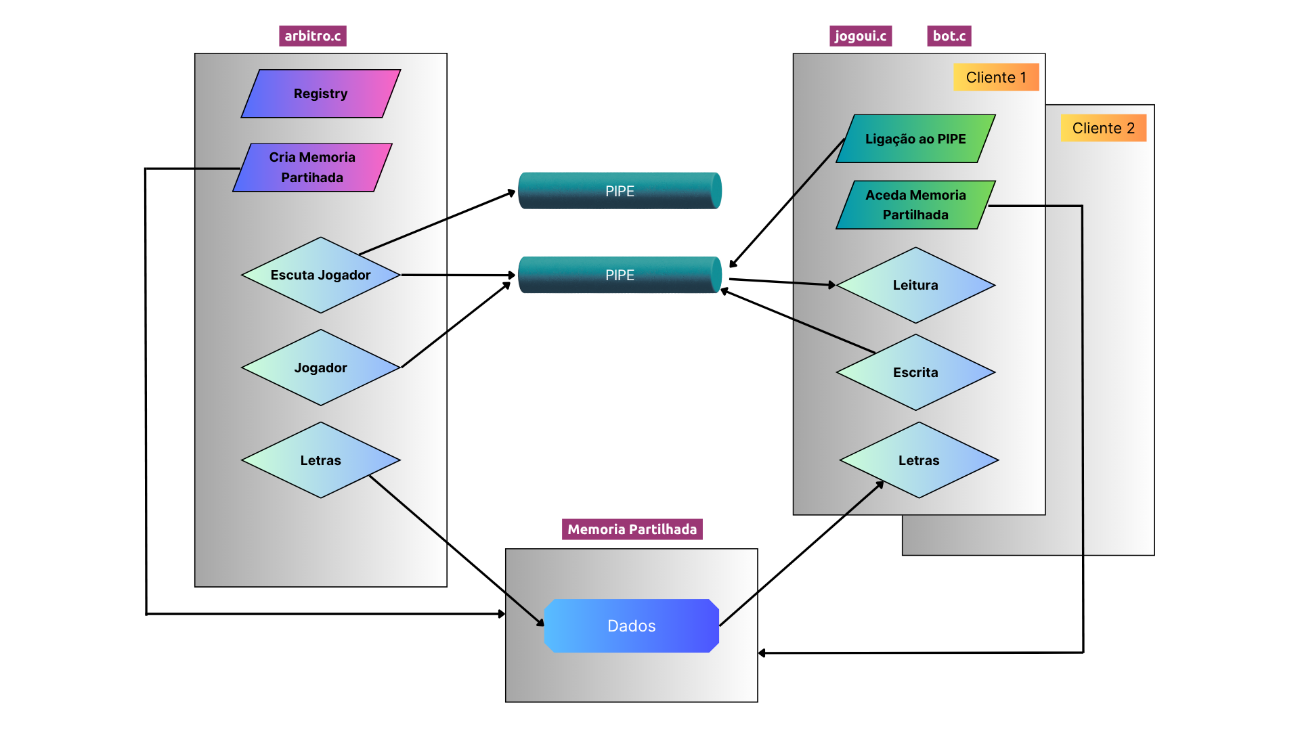 arbitro.c
jogoui.c
bot.c
Registry
Cria Memoria
Partihada
Escuta Jogador
Jogador
Letras
PIPE
PIPE
Cliente 1
Cliente 2
Ligação ao PIPE
Aceda Memoria
Partilhada
Leitura
Escrita
Letras
Memoria Partilhada
Dados